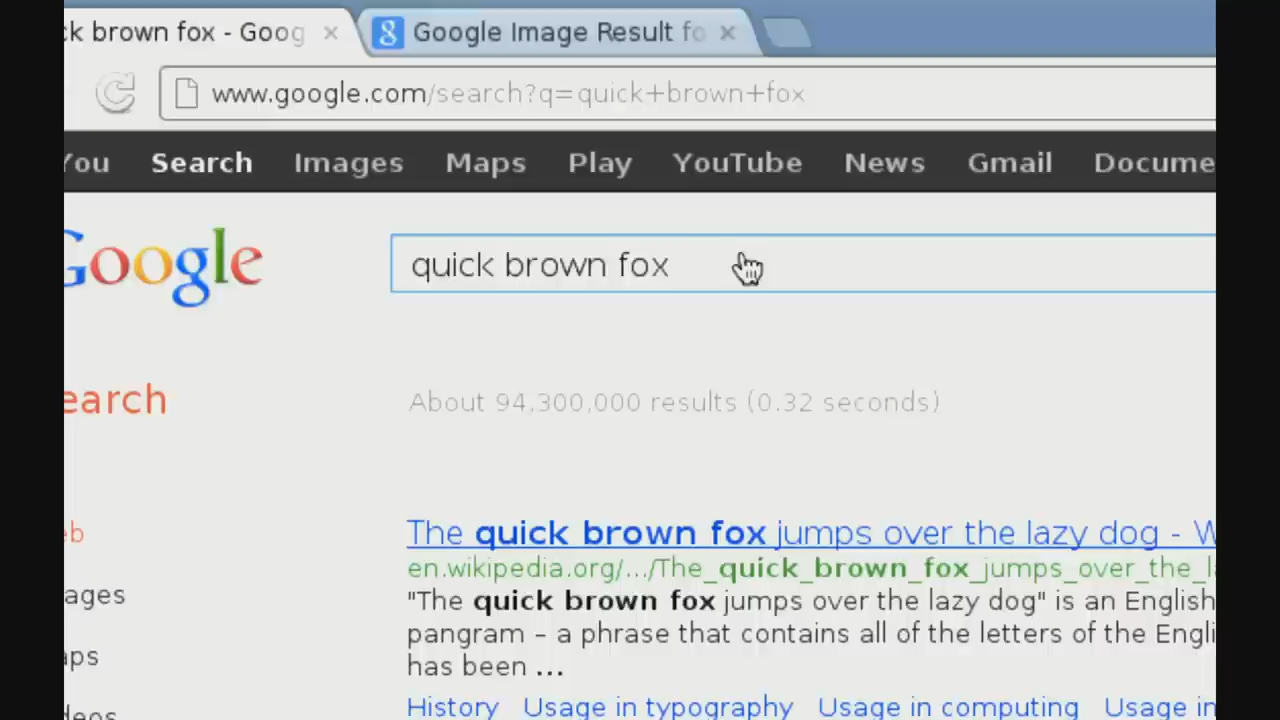 ck brown fox - Goog
Google Image Result fo
www.google.com/search?q=quick+brown+fox
You Search Images Maps Play YouTube News Gmail Docume
Google
quick brown fox
earch
About 94,300,000 results (0.32 seconds)
eb
The quick brown fox jumps over the lazy dog - W
en.wikipedia.org/.../The_quick_brown_fox_jumps_over_the_l
ages
"The quick brown fox jumps over the lazy dog" is an English
pangram – a phrase that contains all of the letters of the Engli
aps
has been ...
deos
History Usage in typography Usage in computing Usage in